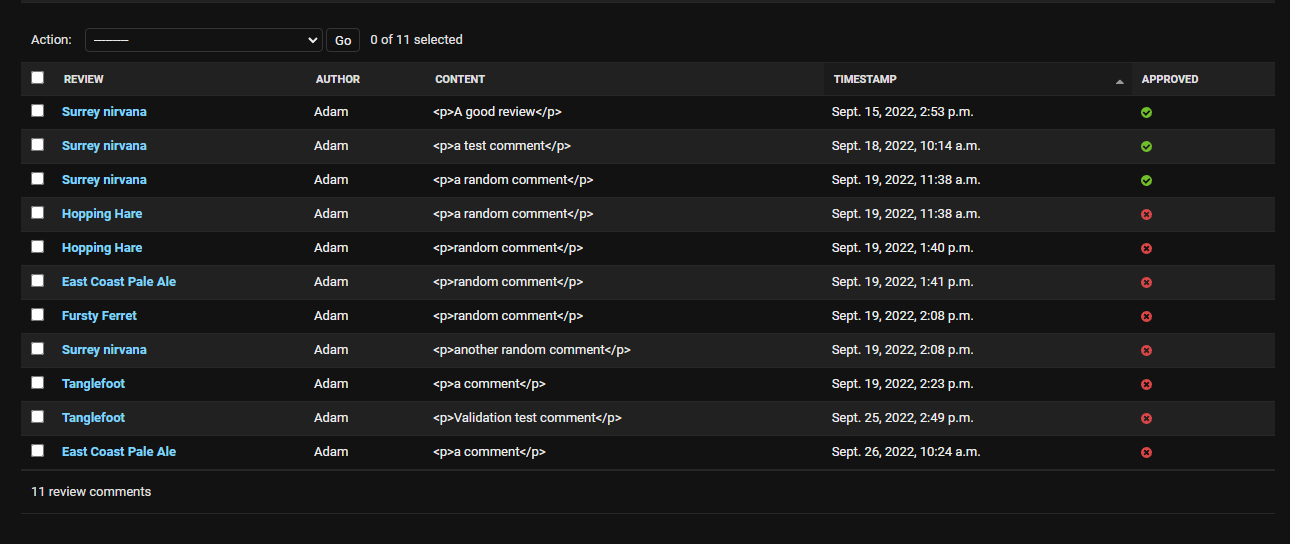 Action: ---------- Go 0 of 11 selected
REVIEW AUTHOR CONTENT TIMESTAMP APPROVED
Surrey nirvana Adam <p>A good review</p> Sept. 15, 2022, 2:53 p.m.
Surrey nirvana Adam <p>a test comment</p> Sept. 18, 2022, 10:14 a.m.
Surrey nirvana Adam <p>a random comment</p> Sept. 19, 2022, 11:38 a.m.
Hopping Hare Adam <p>a random comment</p> Sept. 19, 2022, 11:38 a.m.
Hopping Hare Adam <p>random comment</p> Sept. 19, 2022, 1:40 p.m.
East Coast Pale Ale Adam <p>random comment</p> Sept. 19, 2022, 1:41 p.m.
Fursty Ferret Adam <p>random comment</p> Sept. 19, 2022, 2:08 p.m.
Surrey nirvana Adam <p>another random comment</p> Sept. 19, 2022, 2:08 p.m.
Tanglefoot Adam <p>a comment</p> Sept. 19, 2022, 2:23 p.m.
Tanglefoot Adam <p>Validation test comment</p> Sept. 25, 2022, 2:49 p.m.
East Coast Pale Ale Adam <p>a comment</p> Sept. 26, 2022, 10:24 a.m.
11 review comments